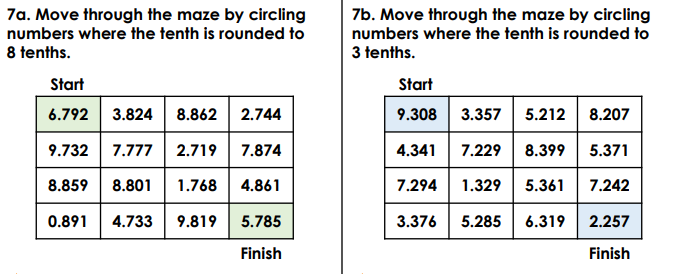 7a. Move through the maze by circling
numbers where the tenth is rounded to
8 tenths.
Start
6.792 3.824 8.862 2.744
9.732 7.777 2.719 7.874
8.859 8.801 1.768 4.861
0.891 4.733 9.819 5.785
Finish
7b. Move through the maze by circling
numbers where the tenth is rounded to
3 tenths.
Start
9.308 3.357 5.212 8.207
4.341 7.229 8.399 5.371
7.294 1.329 5.361 7.242
3.376 5.285 6.319 2.257
Finish